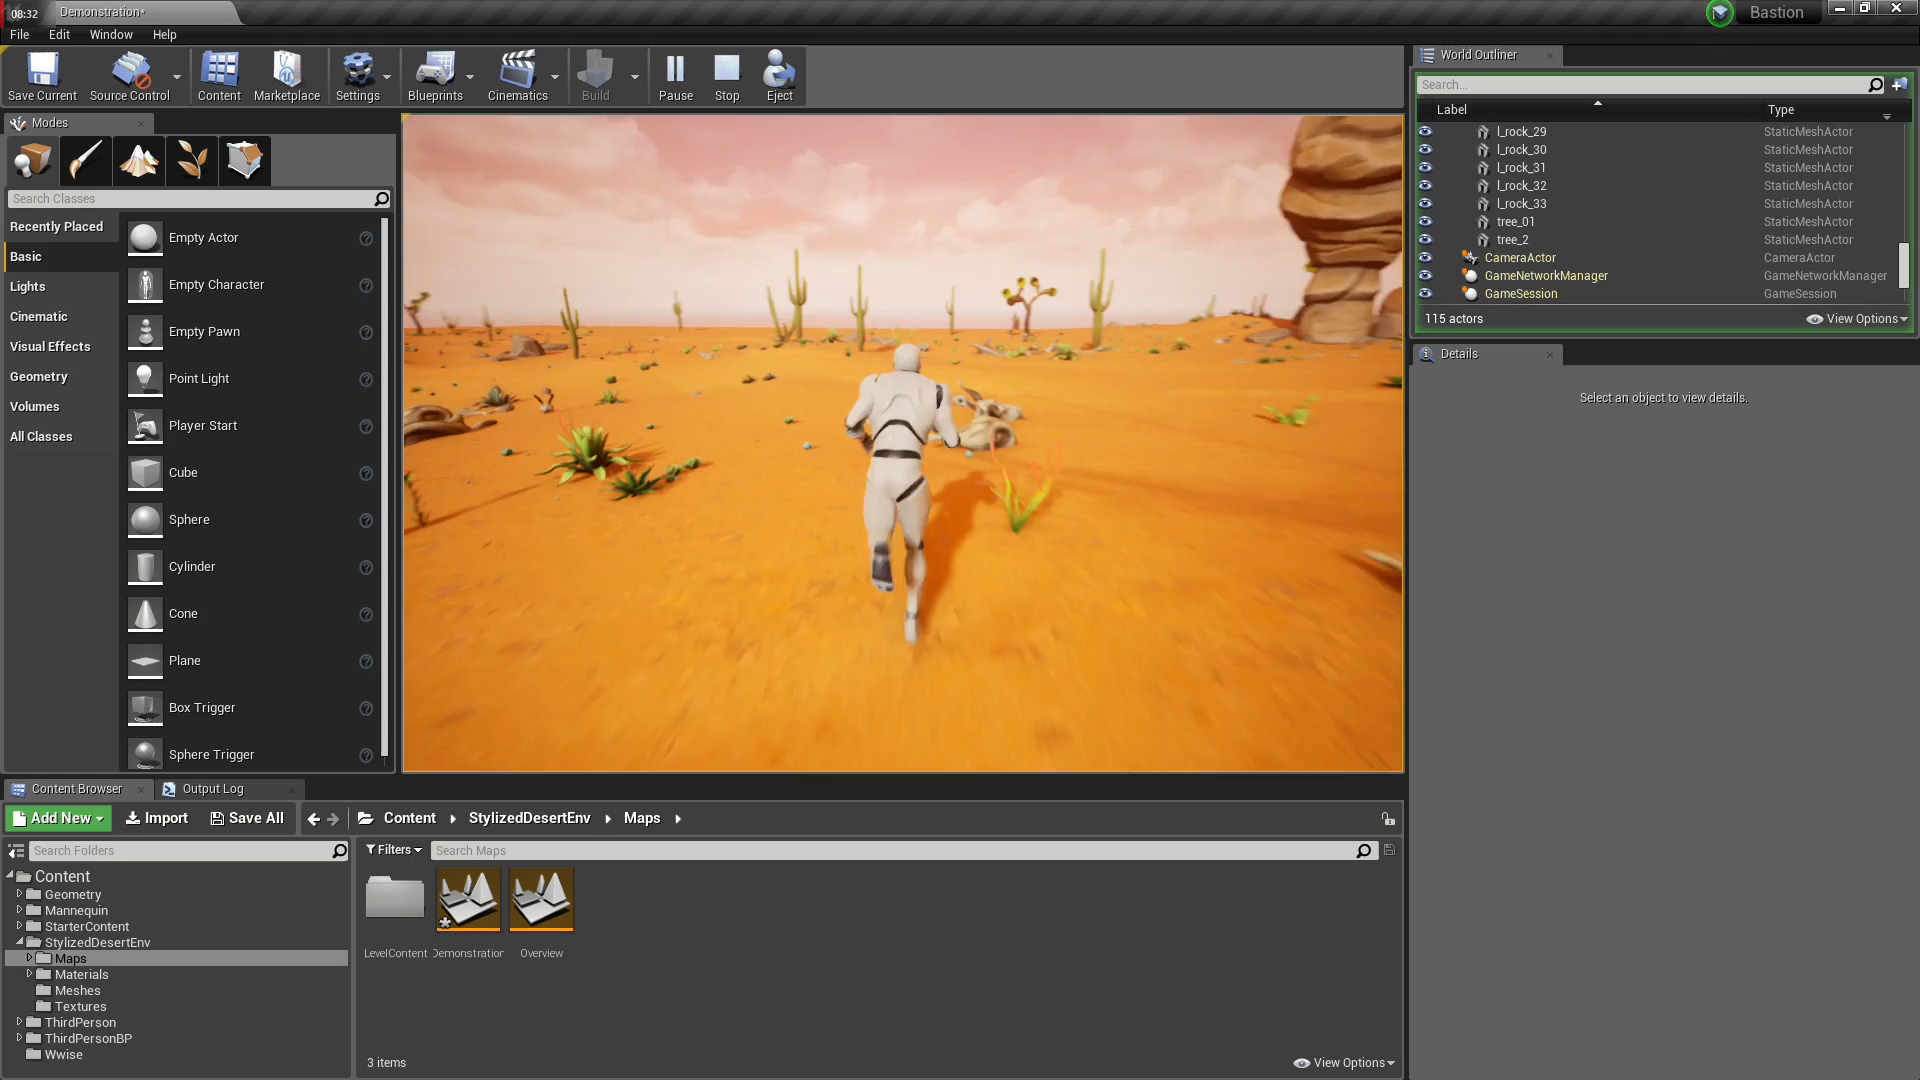 08:32
Demonstration*
Bastion
File Edit Window Help
Save Current
Source Control
Content
Marketplace
Settings
Blueprints
Cinematics
Build
Pause
Stop
Eject
Modes
Search Classes
Recently Placed
Basic
Lights
Cinematic
Visual Effects
Geometry
Volumes
All Classes
Empty Actor
Empty Character
Empty Pawn
Point Light
Player Start
Cube
Sphere
Cylinder
Cone
Plane
Box Trigger
Sphere Trigger
World Outliner
Search...
Label Type
l_rock_29 StaticMeshActor
l_rock_30 StaticMeshActor
l_rock_31 StaticMeshActor
l_rock_32 StaticMeshActor
l_rock_33 StaticMeshActor
tree_01 StaticMeshActor
tree_2 StaticMeshActor
CameraActor CameraActor
GameNetworkManager GameNetworkManager
GameSession GameSession
115 actors View Options
Details
Select an object to view details.
Content Browser
Output Log
Add New Import Save All Content StylizedDesertEnv Maps
Search Folders
Content
Geometry
Mannequin
StarterContent
StylizedDesertEnv
Maps
Materials
Meshes
Textures
ThirdPerson
ThirdPersonBP
Wwise
Filters Search Maps
LevelContent Demonstration Overview
3 items View Options